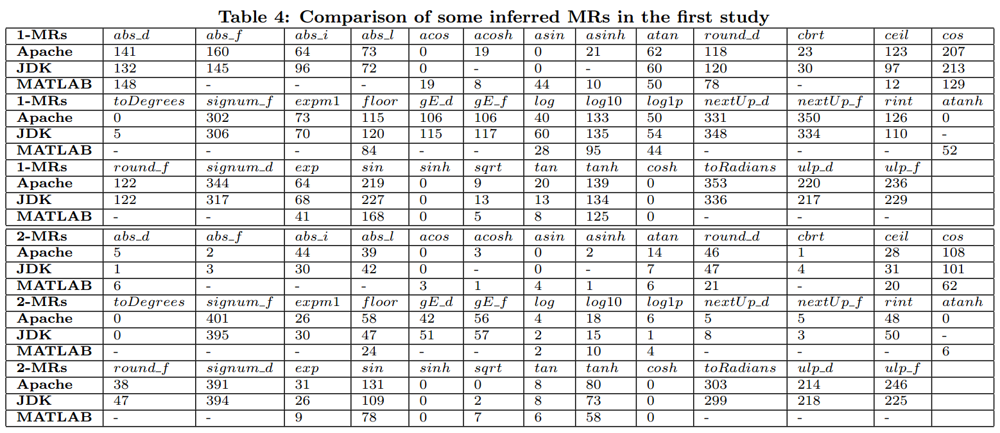 Table 4: Comparison of some inferred MRs in the first study
1-MRs abs_d abs_f abs_i abs_l acos acosh asin asinh atan round_d cbrt ceil cos
Apache 141 160 64 73 0 19 0 21 62 118 23 123 207
JDK 132 145 96 72 0 - 0 - 60 120 30 97 213
MATLAB 148 - - - 19 8 44 10 50 78 - 12 129
1-MRs toDegrees signum_f expm1 floor gE_d gE_f log log10 log1p nextUp_d nextUp_f rint atanh
Apache 0 302 73 115 106 106 40 133 50 331 350 126 0
JDK 5 306 70 120 115 117 60 135 54 348 334 110 -
MATLAB - - - 84 - - 28 95 44 - - - 52
1-MRs round_f signum_d exp sin sinh sqrt tan tanh cosh toRadians ulp_d ulp_f
Apache 122 344 64 219 0 9 20 139 0 353 220 236
JDK 122 317 68 227 0 13 13 134 0 336 217 229
MATLAB - - 41 168 0 5 8 125 0 - - -
2-MRs abs_d abs_f abs_i abs_l acos acosh asin asinh atan round_d cbrt ceil cos
Apache 5 2 44 39 0 3 0 2 14 46 1 28 108
JDK 1 3 30 42 0 - 0 - 7 47 4 31 101
MATLAB 6 - - - 3 1 4 1 6 21 - 20 62
2-MRs toDegrees signum_f expm1 floor gE_d gE_f log log10 log1p nextUp_d nextUp_f rint atanh
Apache 0 401 26 58 42 56 4 18 6 5 5 48 0
JDK 0 395 30 47 51 57 2 15 1 8 3 50 -
MATLAB - - - 24 - - 2 10 4 - - - 6
2-MRs round_f signum_d exp sin sinh sqrt tan tanh cosh toRadians ulp_d ulp_f
Apache 38 391 31 131 0 0 8 80 0 303 214 246
JDK 47 394 26 109 0 2 8 73 0 299 218 225
MATLAB - - 9 78 0 7 6 58 0 - - -